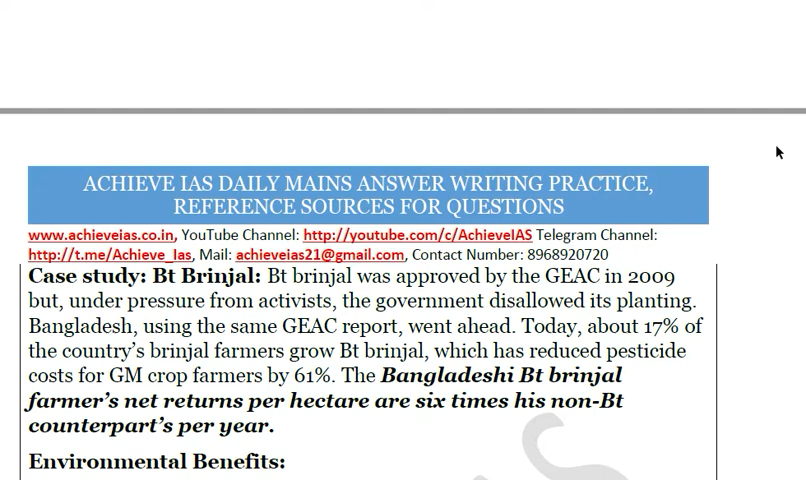 ACHIEVE IAS DAILY MAINS ANSWER WRITING PRACTICE,
REFERENCE SOURCES FOR QUESTIONS
www.achieveias.co.in, YouTube Channel: http://youtube.com/c/AchieveIAS Telegram Channel:
http://t.me/Achieve_Ias, Mail: achieveias21@gmail.com, Contact Number: 8968920720
Case study: Bt Brinjal: Bt brinjal was approved by the GEAC in 2009
but, under pressure from activists, the government disallowed its planting.
Bangladesh, using the same GEAC report, went ahead. Today, about 17% of
the country's brinjal farmers grow Bt brinjal, which has reduced pesticide
costs for GM crop farmers by 61%. The Bangladeshi Bt brinjal
farmer's net returns per hectare are six times his non-Bt
counterpart's per year.
Environmental Benefits: